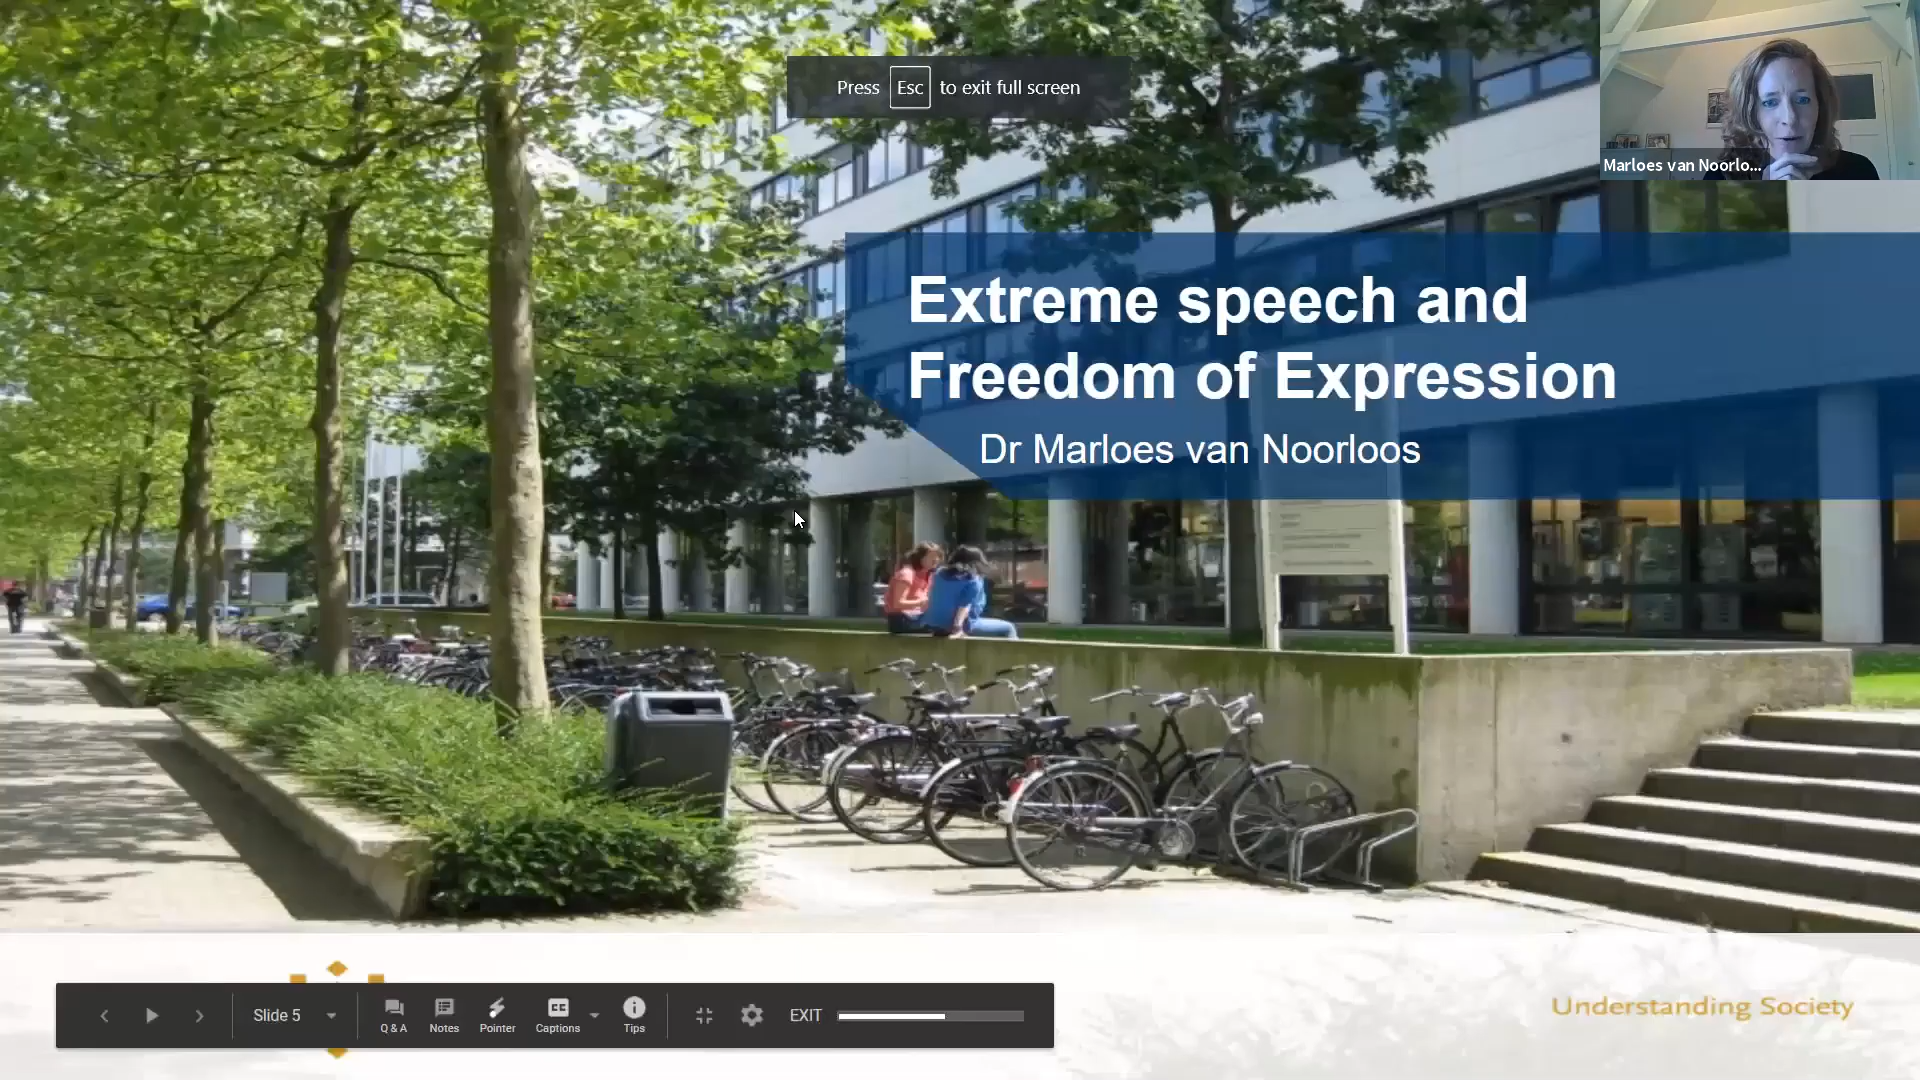 Press Esc to exit full screen
Marloes van Noorlo...
Extreme speech and
Freedom of Expression
Dr Marloes van Noorloos
Slide 5
Q & A
Notes
Pointer
CC
Captions
Tips
EXIT
Understanding Society